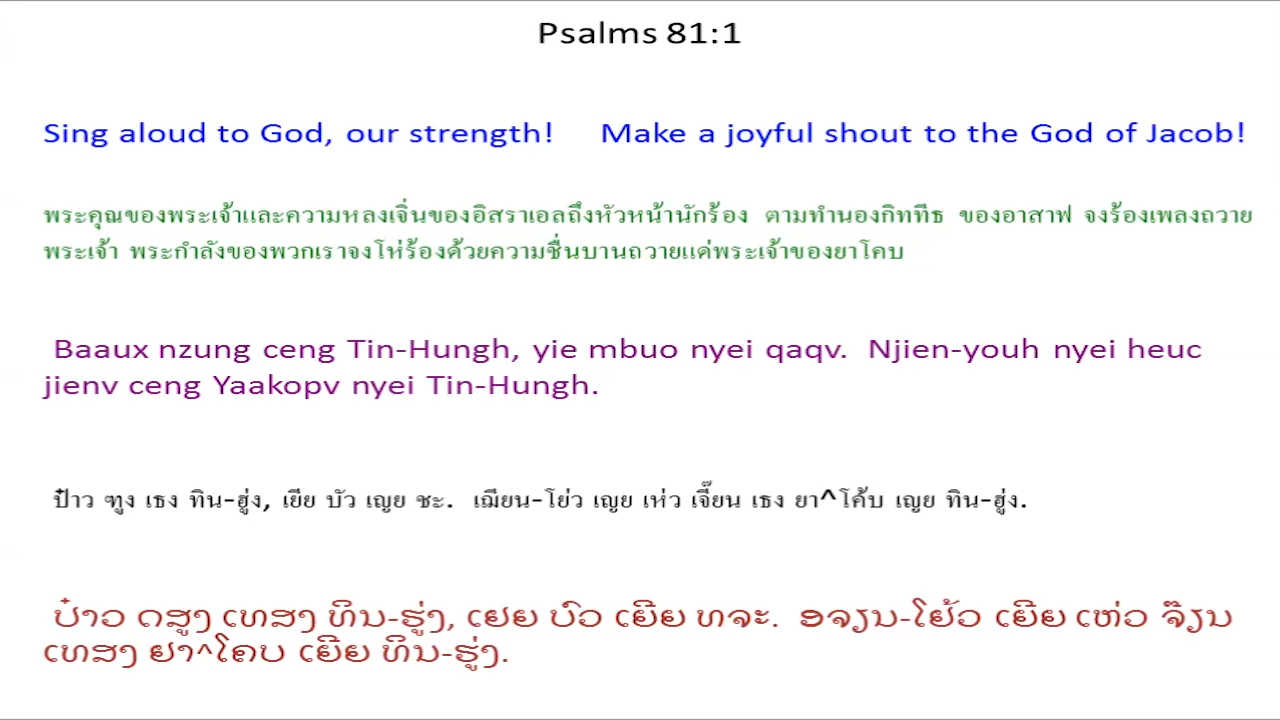 Psalms 81:1
Sing aloud to God, our strength!    Make a joyful shout to the God of Jacob!
พระคุณของพระเจ้าและความหลงเจิ่นของอิสราเอลถึงหัวหน้านักร้อง  ตามทำนองกิททีธ  ของอาสาฟ  จงร้องเพลงถวาย
พระเจ้า  พระกำลังของพวกเราจงโห่ร้องด้วยความชื่นบานถวายแด่พระเจ้าของยาโคบ
Baaux nzung ceng Tin-Hungh, yie mbuo nyei qaqv.  Njien-youh nyei heuc
jienv ceng Yaakopv nyei Tin-Hungh.
ป๋าว ฑูง เธง ทิน-ฮู่ง, เยีย บัว เญย ชะ.  เฌียน-โย่ว เญย เห่ว เจี๊ยน เธง ยา^โค้บ เญย ทิน-ฮู่ง.
ປ໋າວ ດສູງ ເທສງ ທິນ-ຮູ່ງ, ເຢຍ ບົວ ເຍີຍ ທຈະ.  ອຈຽນ-ໂຢ້ວ ເຍີຍ ເຫ່ວ ຈ໊ຽນ
ເທສງ ຢາ^ໂຄບ ເຍີຍ ທິນ-ຮູ່ງ.